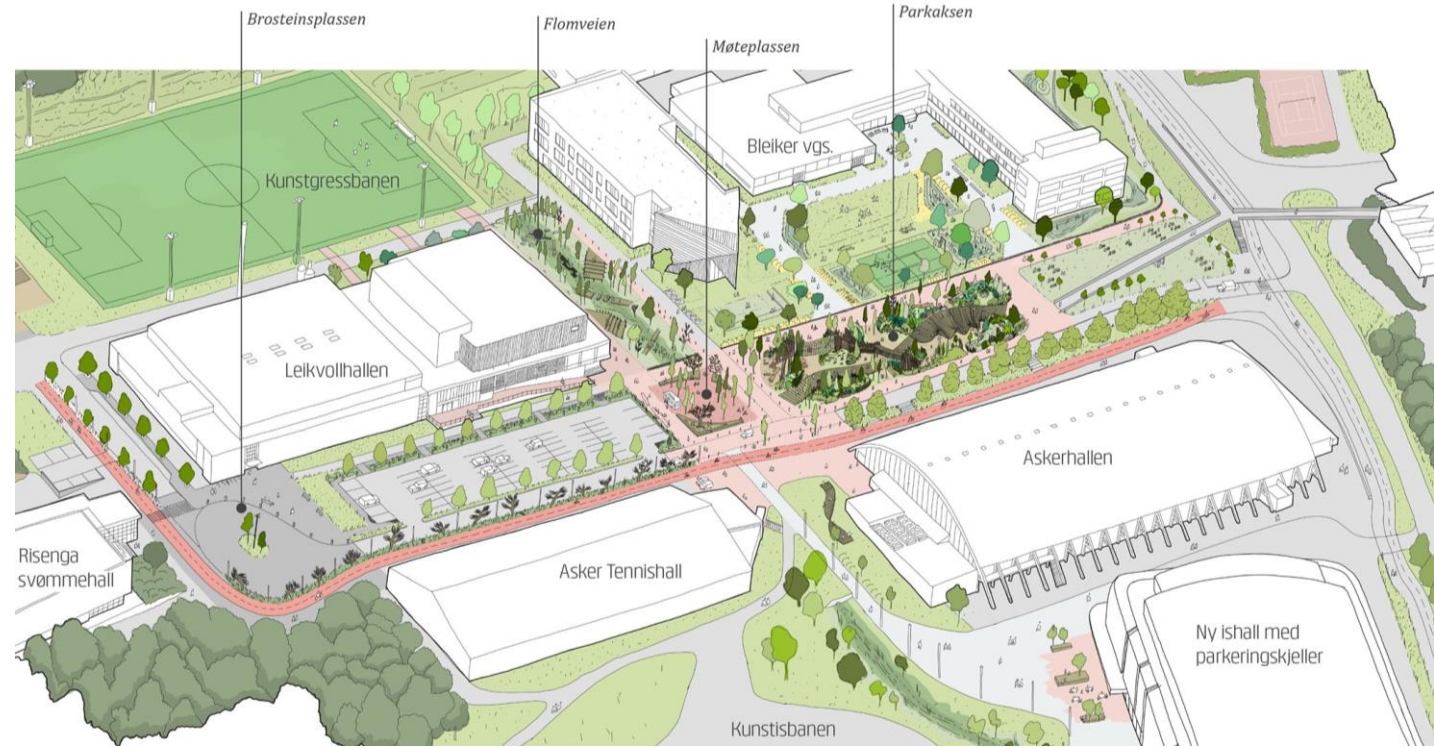 Brosteinsplassen
Flomveien
Møteplassen
Parkaksen
Kunstgressbanen
Bleiker vgs.
Leikvollhallen
Askerhallen
Risenga
svømmehall
Asker Tennishall
Ny ishall med
parkeringskjeller
Kunstisbanen